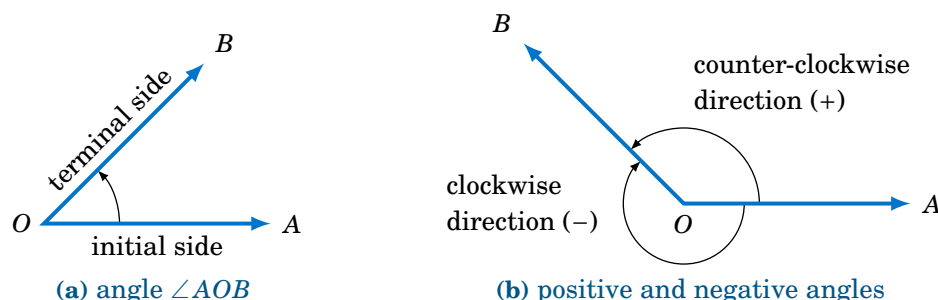 B
terminal side
O
A
initial side
(a) angle ∠AOB
B
counter-clockwise
direction (+)
clockwise
direction (−)
O
A
(b) positive and negative angles